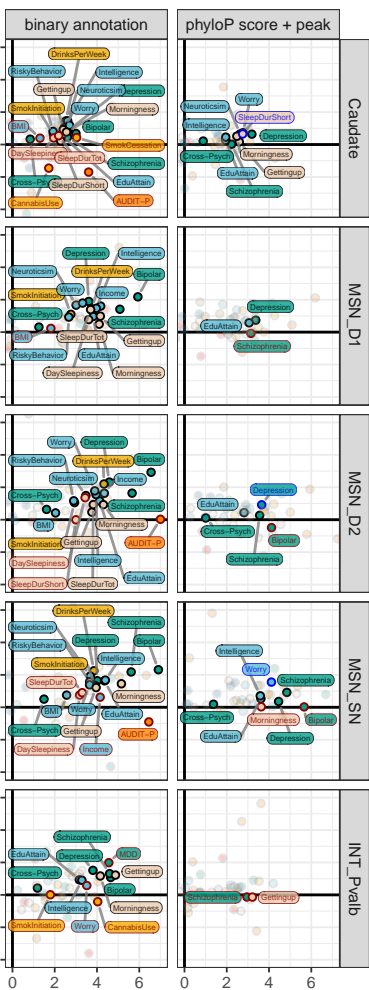 binary annotation
phyloP score + peak
DrinksPerWeek
RiskyBehavior
Intelligence
Gettingup
Neuroticsim
Depression
SmokInitiation
Worry
Morningness
BMI
Bipolar
SmokCessation
DaySleepiness
SleepDurTot
Schizophrenia
Cross−Psych
SleepDurShort
EduAttain
CannabisUse
AUDIT−P
Worry
Neuroticism
SleepDurShort
Intelligence
Depression
Cross−Psych
Morningness
EduAttain
Gettingup
Schizophrenia
Caudate
Depression
Intelligence
Neuroticism
DrinksPerWeek
Bipolar
Worry
SmokInitiation
Income
Cross−Psych
Schizophrenia
BMI
SleepDurTot
Gettingup
RiskyBehavior
EduAttain
DaySleepiness
Morningness
Depression
EduAttain
Schizophrenia
MSN_D1
Worry
Depression
RiskyBehavior
DrinksPerWeek
Bipolar
Neuroticism
Income
Cross−Psych
Schizophrenia
BMI
Morningness
SmokInitiation
Gettingup
AUDIT−P
DaySleepiness
Intelligence
SleepDurShort
SleepDurTot
EduAttain
Depression
EduAttain
Cross−Psych
Bipolar
Schizophrenia
MSN_D2
DrinksPerWeek
Schizophrenia
Neuroticsim
RiskyBehavior
Depression
Bipolar
SmokInitiation
Intelligence
SleepDurTot
Morningness
BMI
Worry
EduAttain
Cross−Psych
Gettingup
AUDIT−P
DaySleepiness
Income
Intelligence
Worry
Schizophrenia
Cross−Psych
Morningness
Bipolar
EduAttain
Depression
MSN_SN
Schizophrenia
EduAttain
Depression
MDD
Cross−Psych
Gettingup
Bipolar
Intelligence
Morningness
SmokInitiation
Worry
CannabisUse
Schizophrenia
Gettingup
INT_Pvalb
0 2 4 6
0 2 4 6